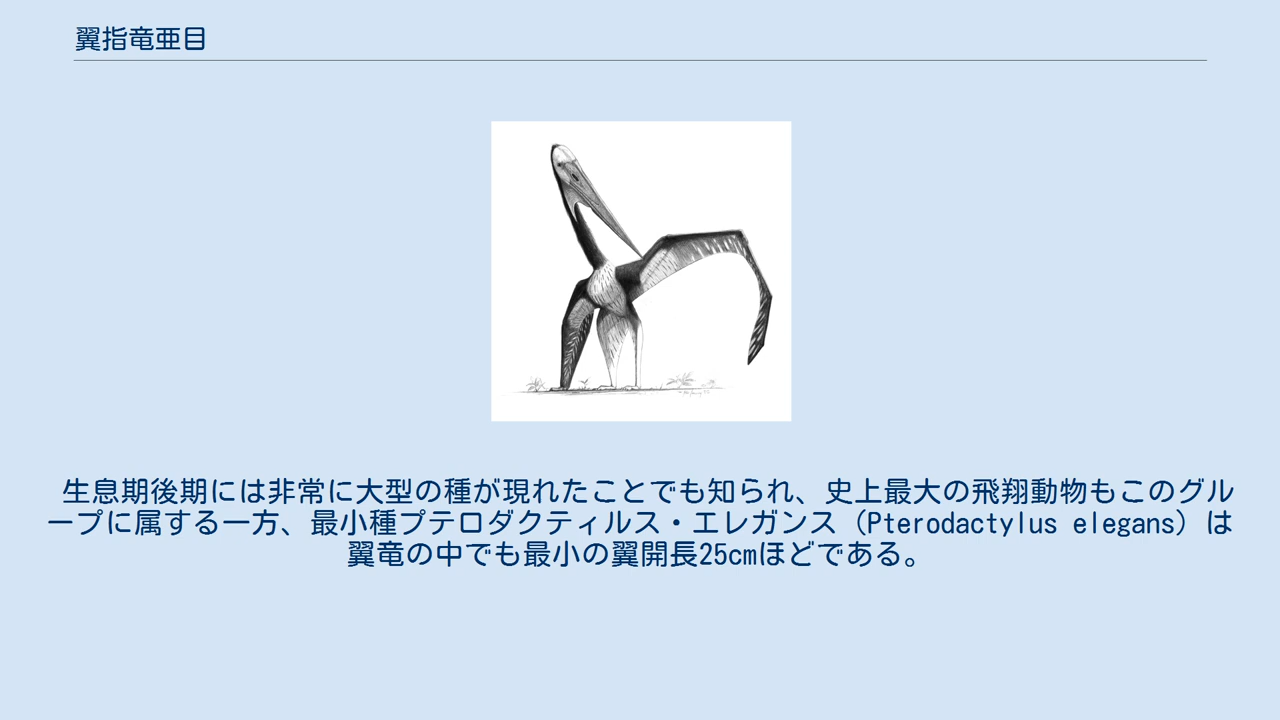 翼指竜亜目
生息期後期には非常に大型の種が現れたことでも知られ、史上最大の飛翔動物もこのグル
ープに属する一方、最小種プテロダクティルス・エレガンス（Pterodactylus elegans）は
翼竜の中でも最小の翼開長25cmほどである。